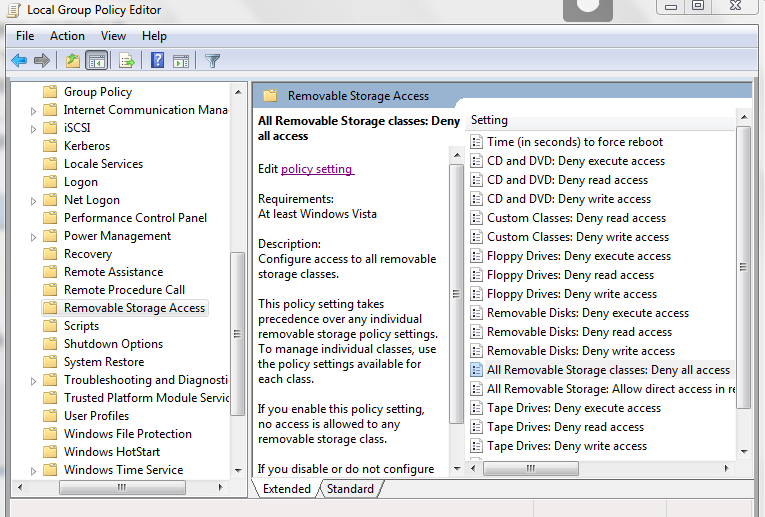 Local Group Policy Editor
File Action View Help
Group Policy
Internet Communication Mana
iSCSI
Kerberos
Locale Services
Logon
Net Logon
Performance Control Panel
Power Management
Recovery
Remote Assistance
Remote Procedure Call
Removable Storage Access
Scripts
Shutdown Options
System Restore
Troubleshooting and Diagnosti
Trusted Platform Module Servic
User Profiles
Windows File Protection
Windows HotStart
Windows Time Service
Removable Storage Access
All Removable Storage classes: Deny
all access
Edit policy setting
Requirements:
At least Windows Vista
Description:
Configure access to all removable
storage classes.
This policy setting takes
precedence over any individual
removable storage policy settings.
To manage individual classes, use
the policy settings available for
each class.
If you enable this policy setting,
no access is allowed to any
removable storage class.
If you disable or do not configure
Setting
Time (in seconds) to force reboot
CD and DVD: Deny execute access
CD and DVD: Deny read access
CD and DVD: Deny write access
Custom Classes: Deny read access
Custom Classes: Deny write access
Floppy Drives: Deny execute access
Floppy Drives: Deny read access
Floppy Drives: Deny write access
Removable Disks: Deny execute access
Removable Disks: Deny read access
Removable Disks: Deny write access
All Removable Storage classes: Deny all access
All Removable Storage: Allow direct access in re
Tape Drives: Deny execute access
Tape Drives: Deny read access
Tape Drives: Deny write access
Extended Standard